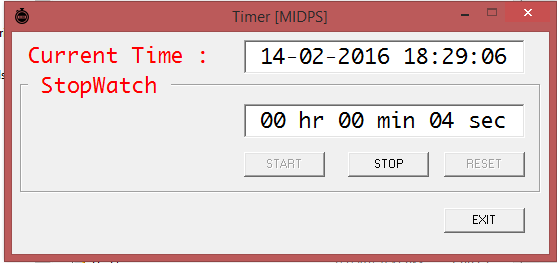 Timer [MIDPS]
Current Time : 14-02-2016 18:29:06
StopWatch
00 hr 00 min 04 sec
START STOP RESET
EXIT